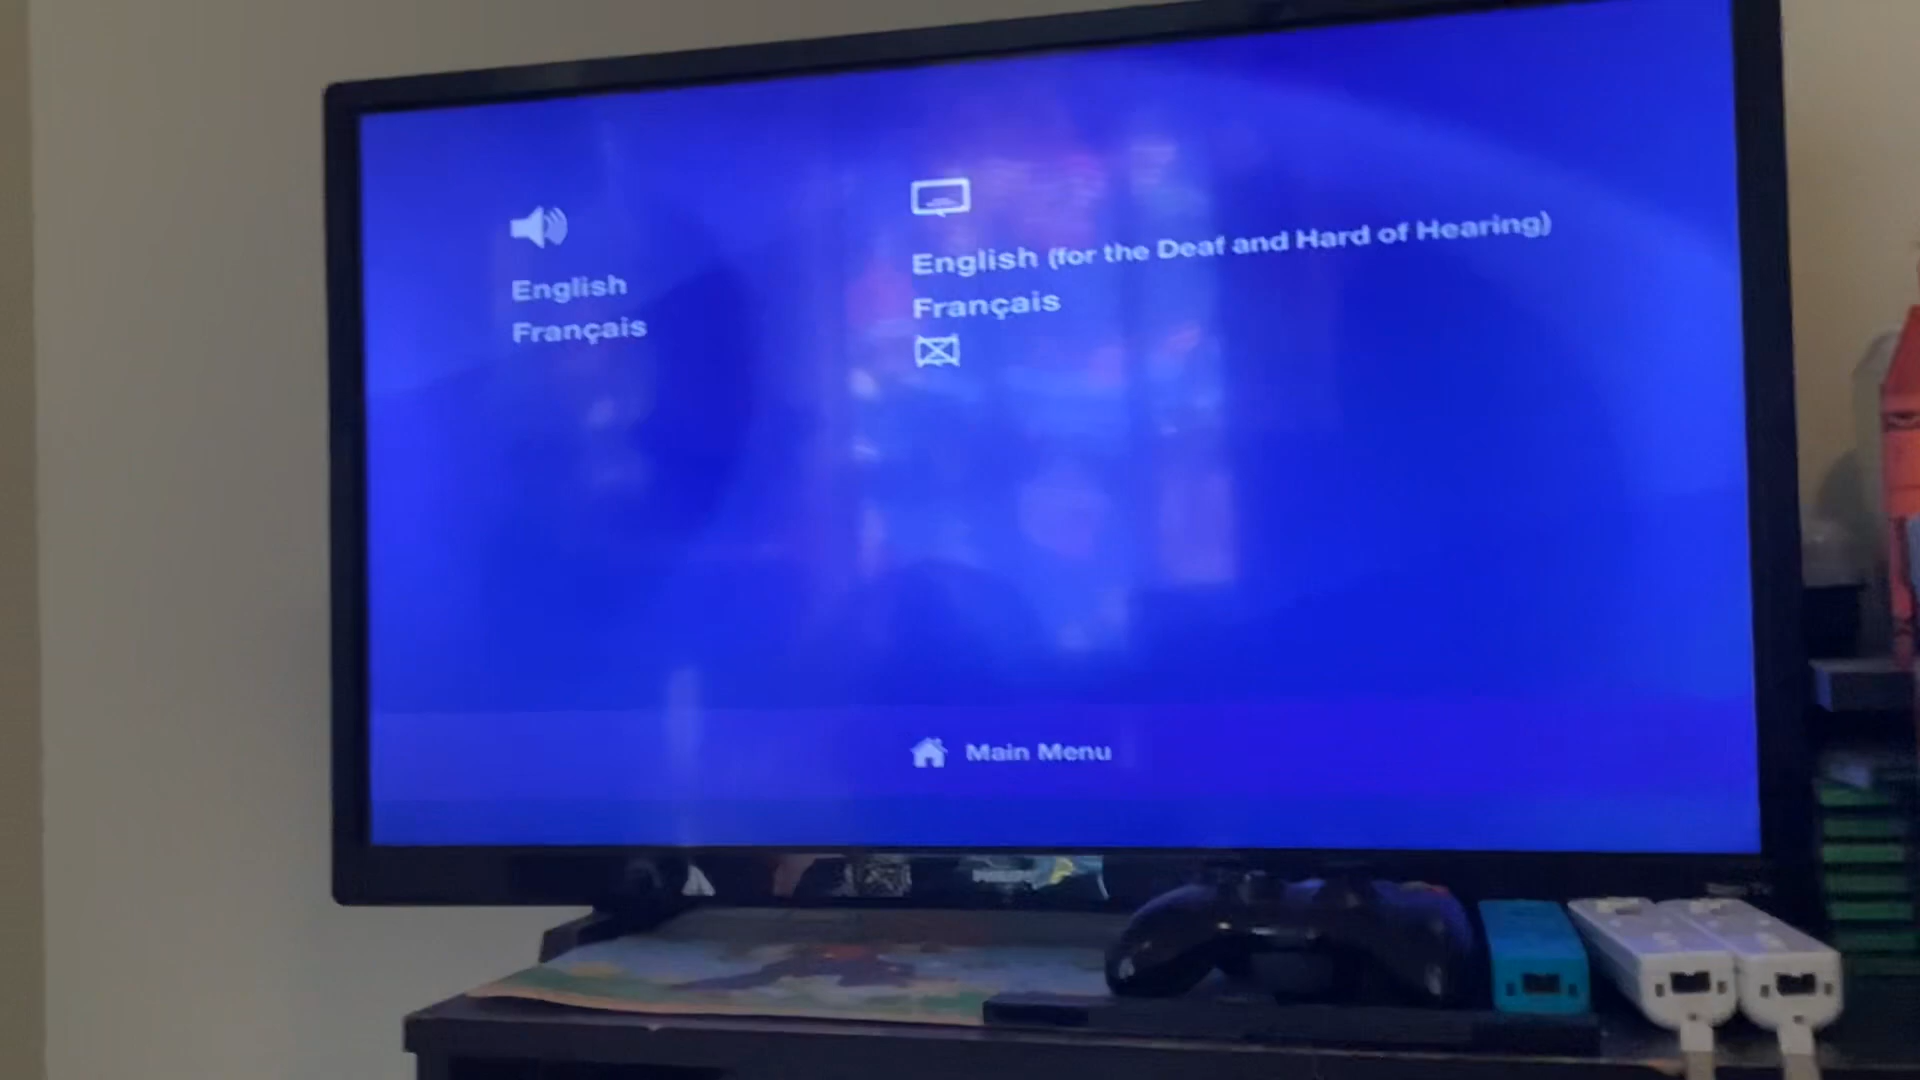 English
Français
English (for the Deaf and Hard of Hearing)
Français
Main Menu